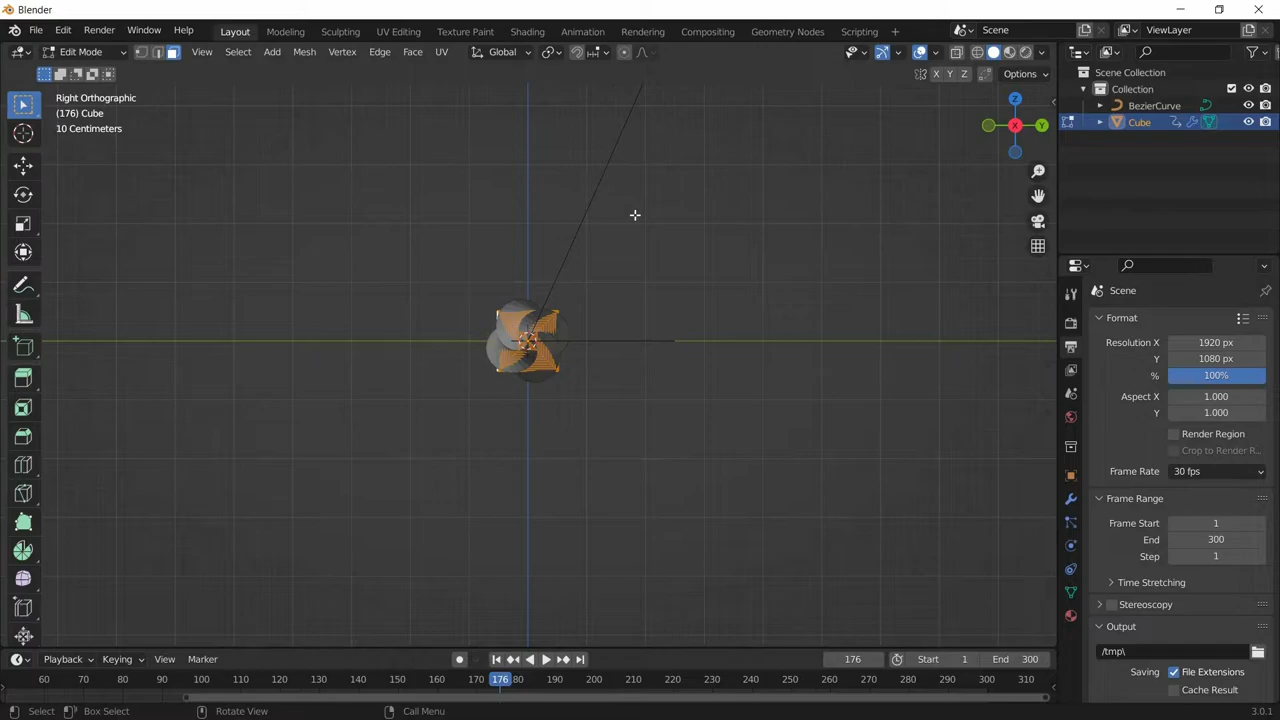 Blender
File Edit Render Window Help Layout Modeling Sculpting UV Editing Texture Paint Shading Animation Rendering Compositing Geometry Nodes Scripting + Scene ViewLayer
Edit Mode View Select Add Mesh Vertex Edge Face UV Global
X Y Z Options
Right Orthographic
(176) Cube
10 Centimeters
Z
X
Y
Scene Collection
Collection
BezierCurve
Cube
Scene
Format
Resolution X 1920 px
Y 1080 px
% 100%
Aspect X 1.000
Y 1.000
Render Region
Crop to Render R...
Frame Rate 30 fps
Frame Range
Frame Start 1
End 300
Step 1
Time Stretching
Stereoscopy
Output
/tmp\
Saving File Extensions
Cache Result
Playback Keying View Marker 176 Start 1 End 300
60 70 80 90 100 110 120 130 140 150 160 170 176 180 190 200 210 220 230 240 250 260 270 280 290 300 310
Select Box Select Rotate View Call Menu 3.0.1